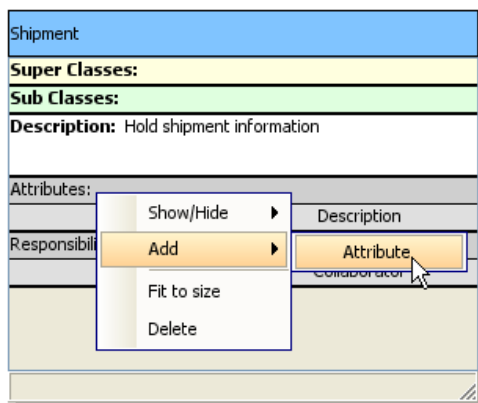 Shipment
Super Classes:
Sub Classes:
Description: Hold shipment information
Attributes:
Show/Hide
Description
Responsibili
Add
Attribute
Collaborator
Fit to size
Delete